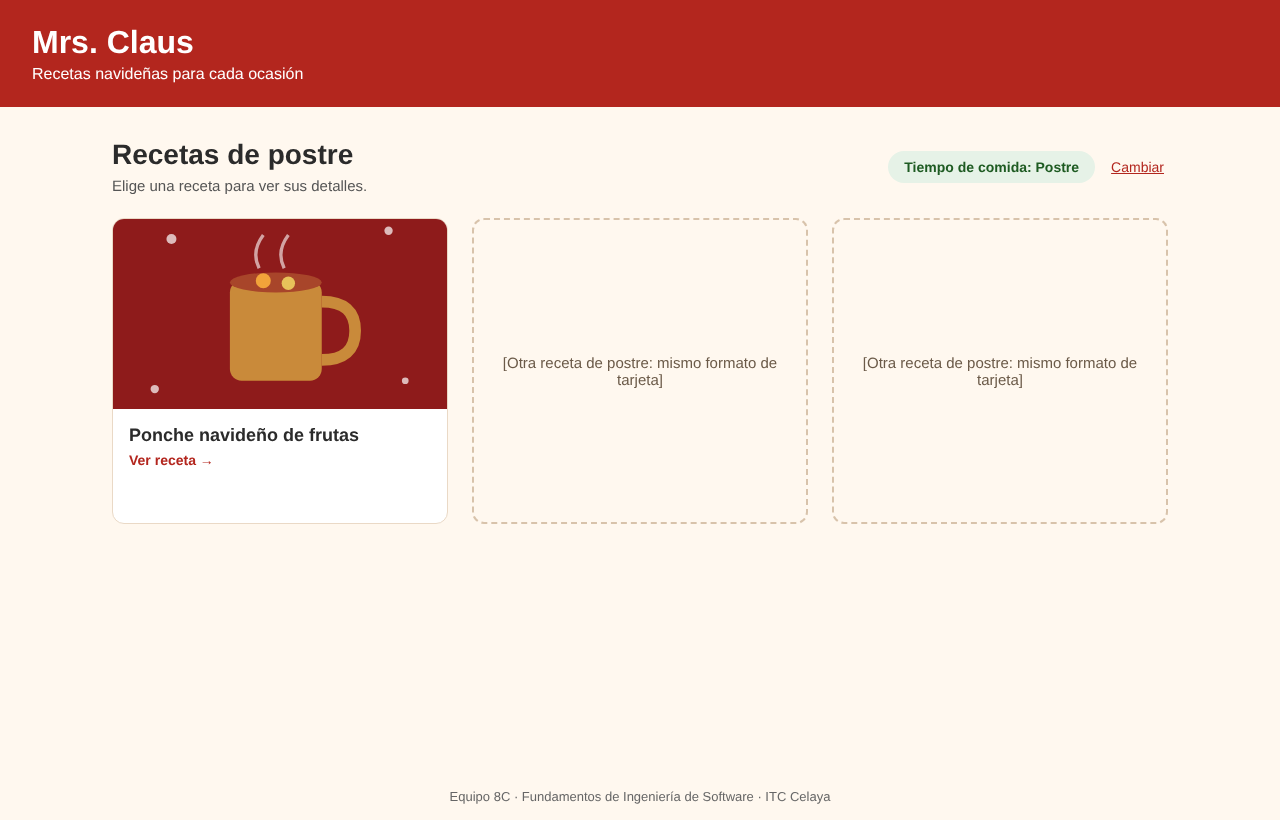 Mrs. Claus
Recetas navideñas para cada ocasión
Recetas de postre
Elige una receta para ver sus detalles.
Tiempo de comida: Postre
Cambiar
Ponche navideño de frutas
Ver receta →
[Otra receta de postre: mismo formato de
tarjeta]
[Otra receta de postre: mismo formato de
tarjeta]
Equipo 8C · Fundamentos de Ingeniería de Software · ITC Celaya